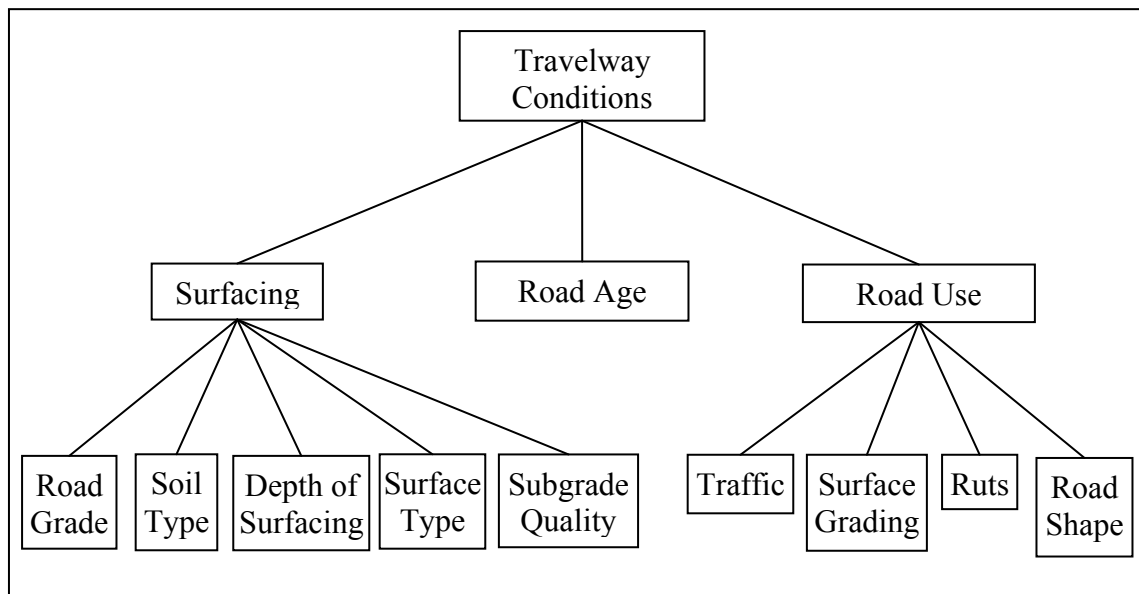 Travelway
Conditions
Surfacing
Road Age
Road Use
Road
Grade
Soil
Type
Depth of
Surfacing
Surface
Type
Subgrade
Quality
Traffic
Surface
Grading
Ruts
Road
Shape